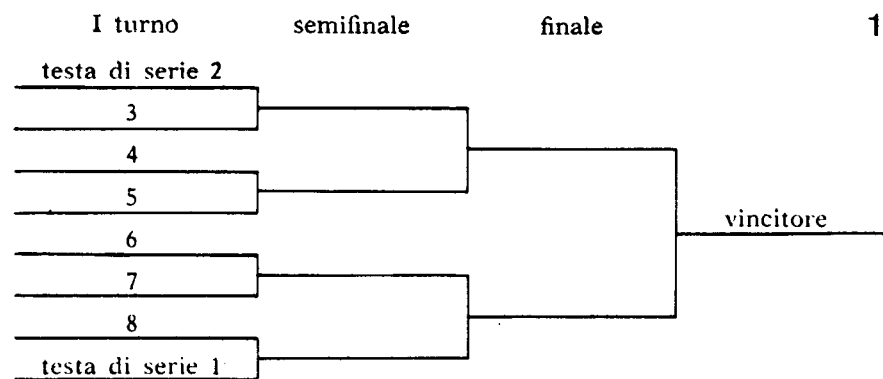 I turno semifinale finale 1
testa di serie 2
3
4
5
6
vincitore
7
8
testa di serie 1